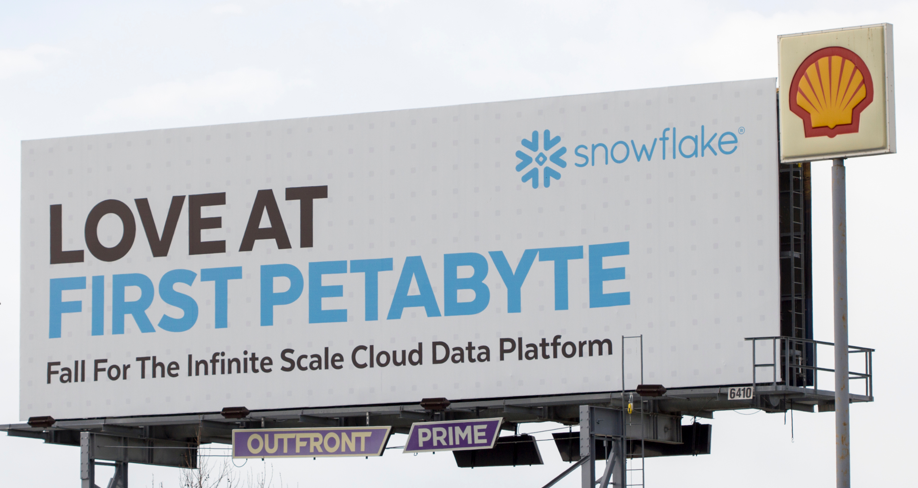 snowflake®
LOVE AT
FIRST PETABYTE
Fall For The Infinite Scale Cloud Data Platform
6410
OUTFRONT PRIME